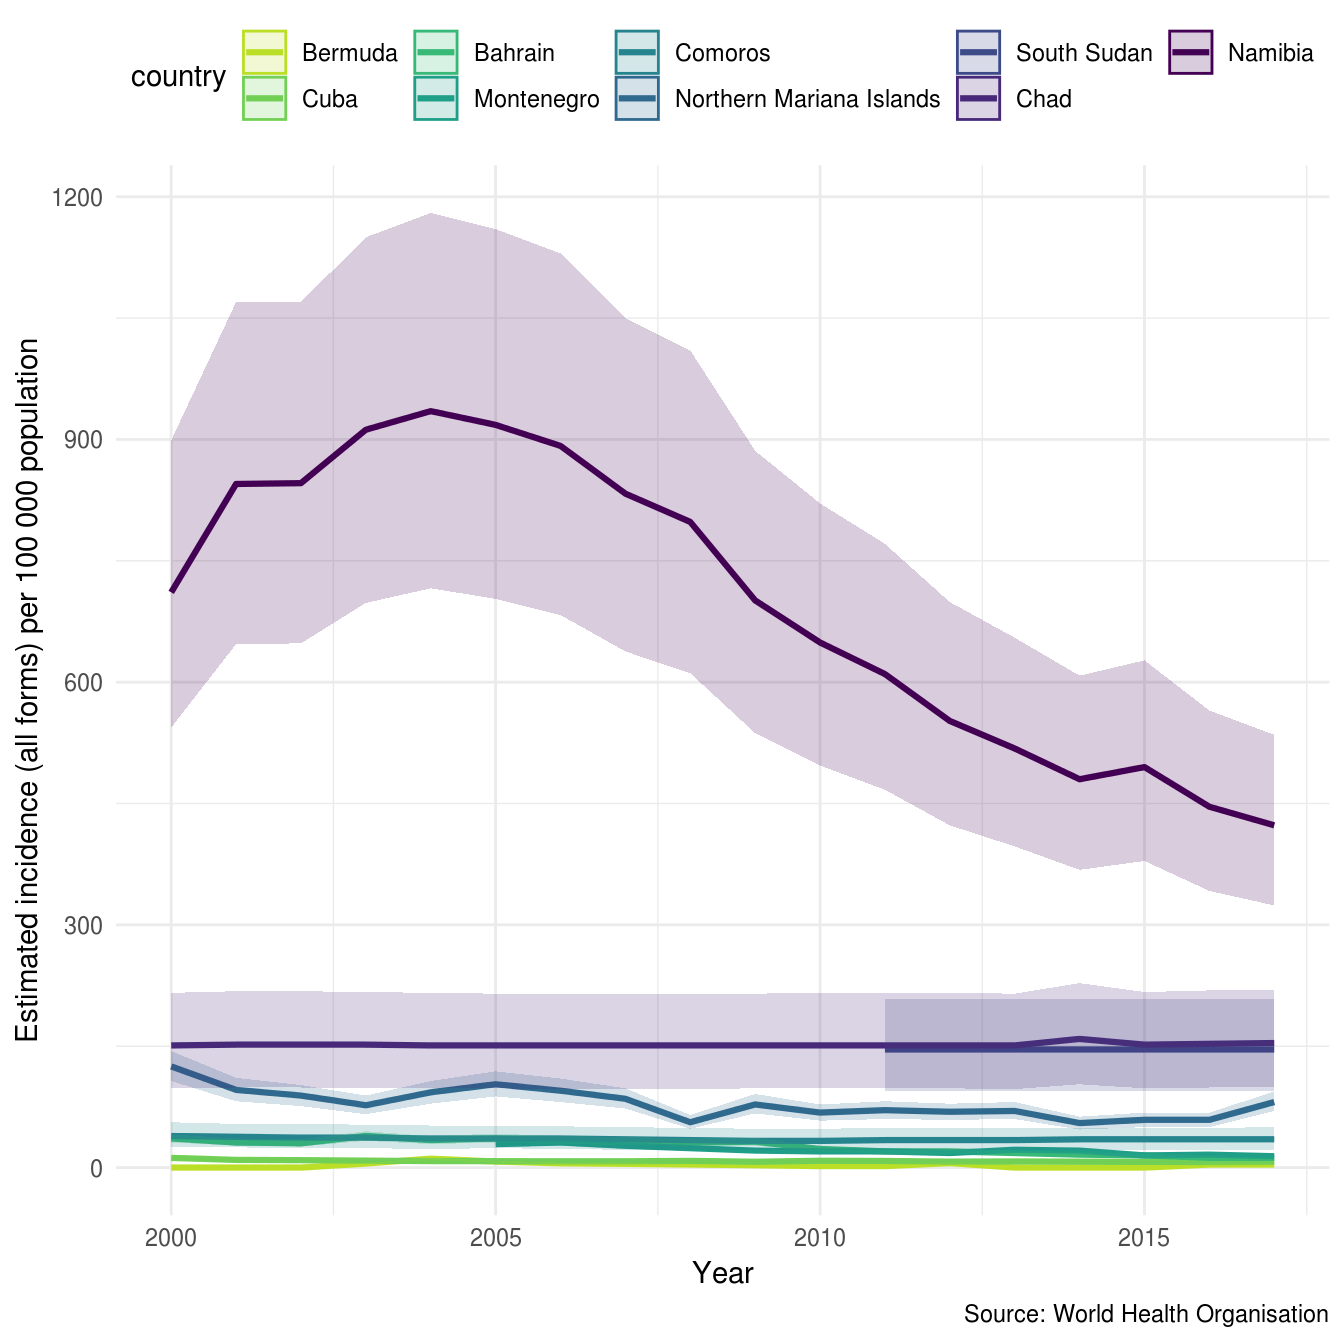 country
Bermuda
Bahrain
Comoros
South Sudan
Namibia
Cuba
Montenegro
Northern Mariana Islands
Chad
Estimated incidence (all forms) per 100 000 population
1200
900
600
300
0
2000
2005
2010
2015
Year
Source: World Health Organisation